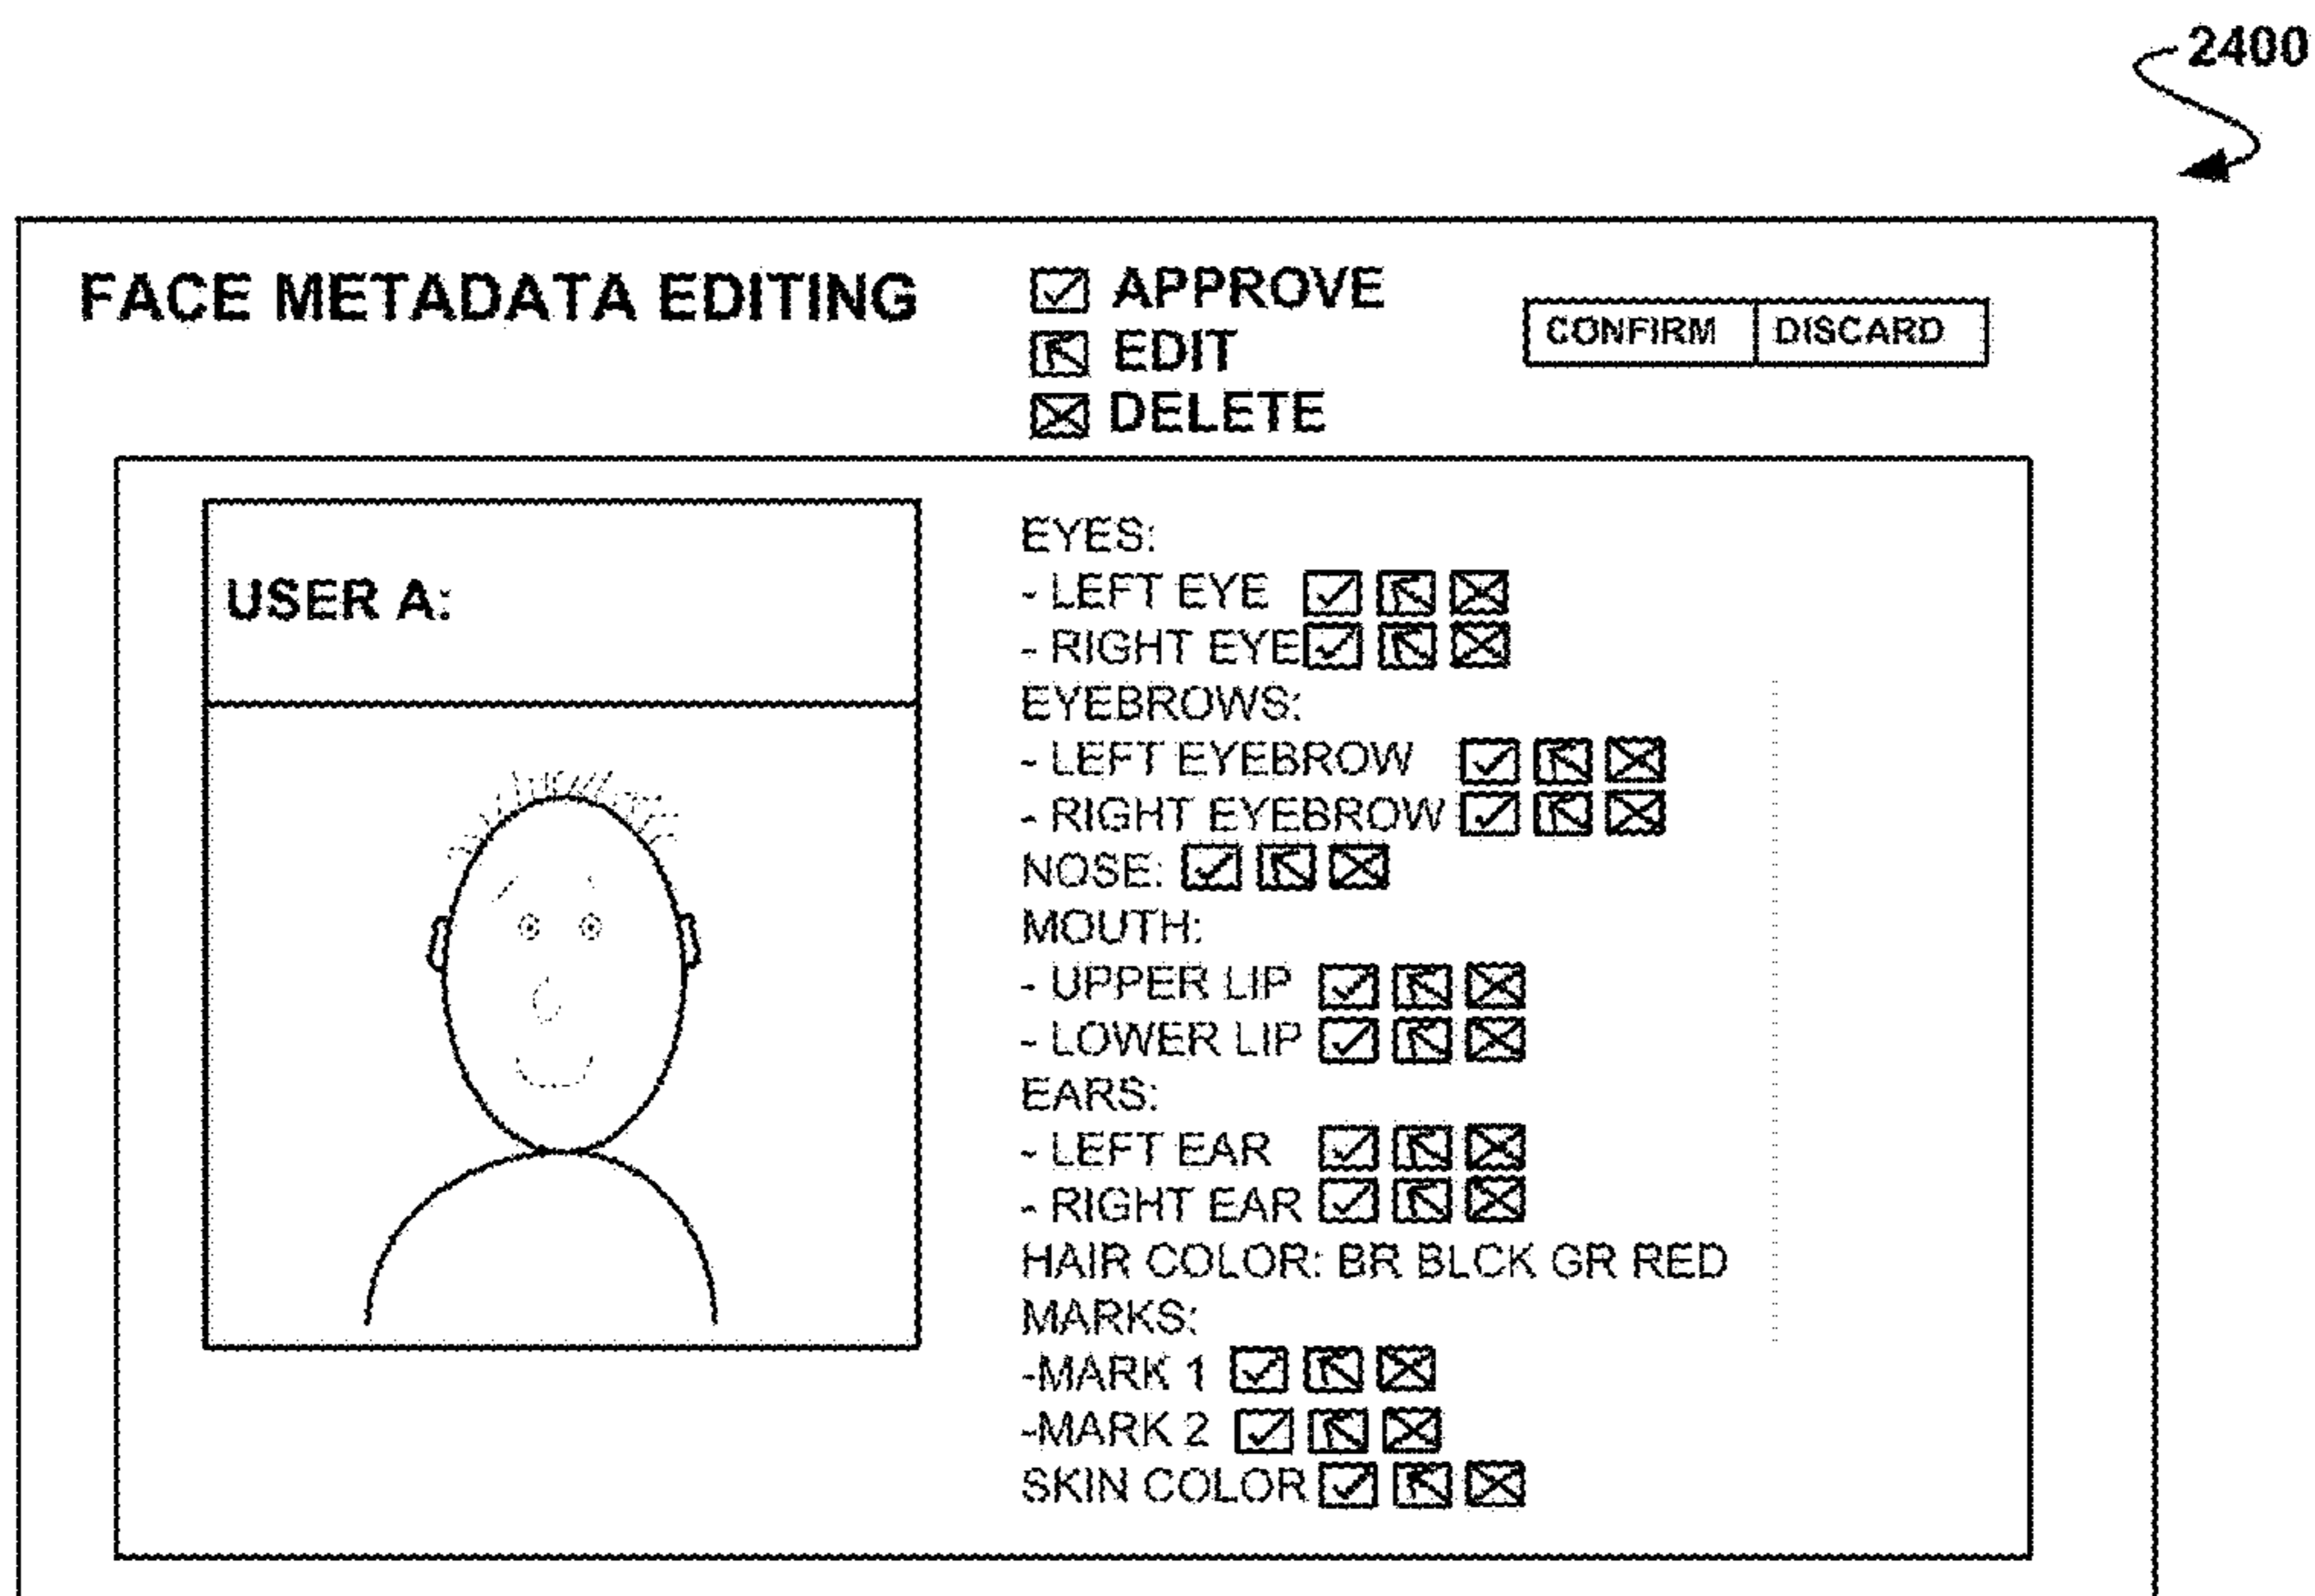 2400
FACE METADATA EDITING
APPROVE
EDIT
DELETE
CONFIRM
DISCARD
USER A:
EYES:
- LEFT EYE
- RIGHT EYE
EYEBROWS:
- LEFT EYEBROW
- RIGHT EYEBROW
NOSE:
MOUTH:
- UPPER LIP
- LOWER LIP
EARS:
- LEFT EAR
- RIGHT EAR
HAIR COLOR: BR BLCK GR RED
MARKS:
-MARK 1
-MARK 2
SKIN COLOR